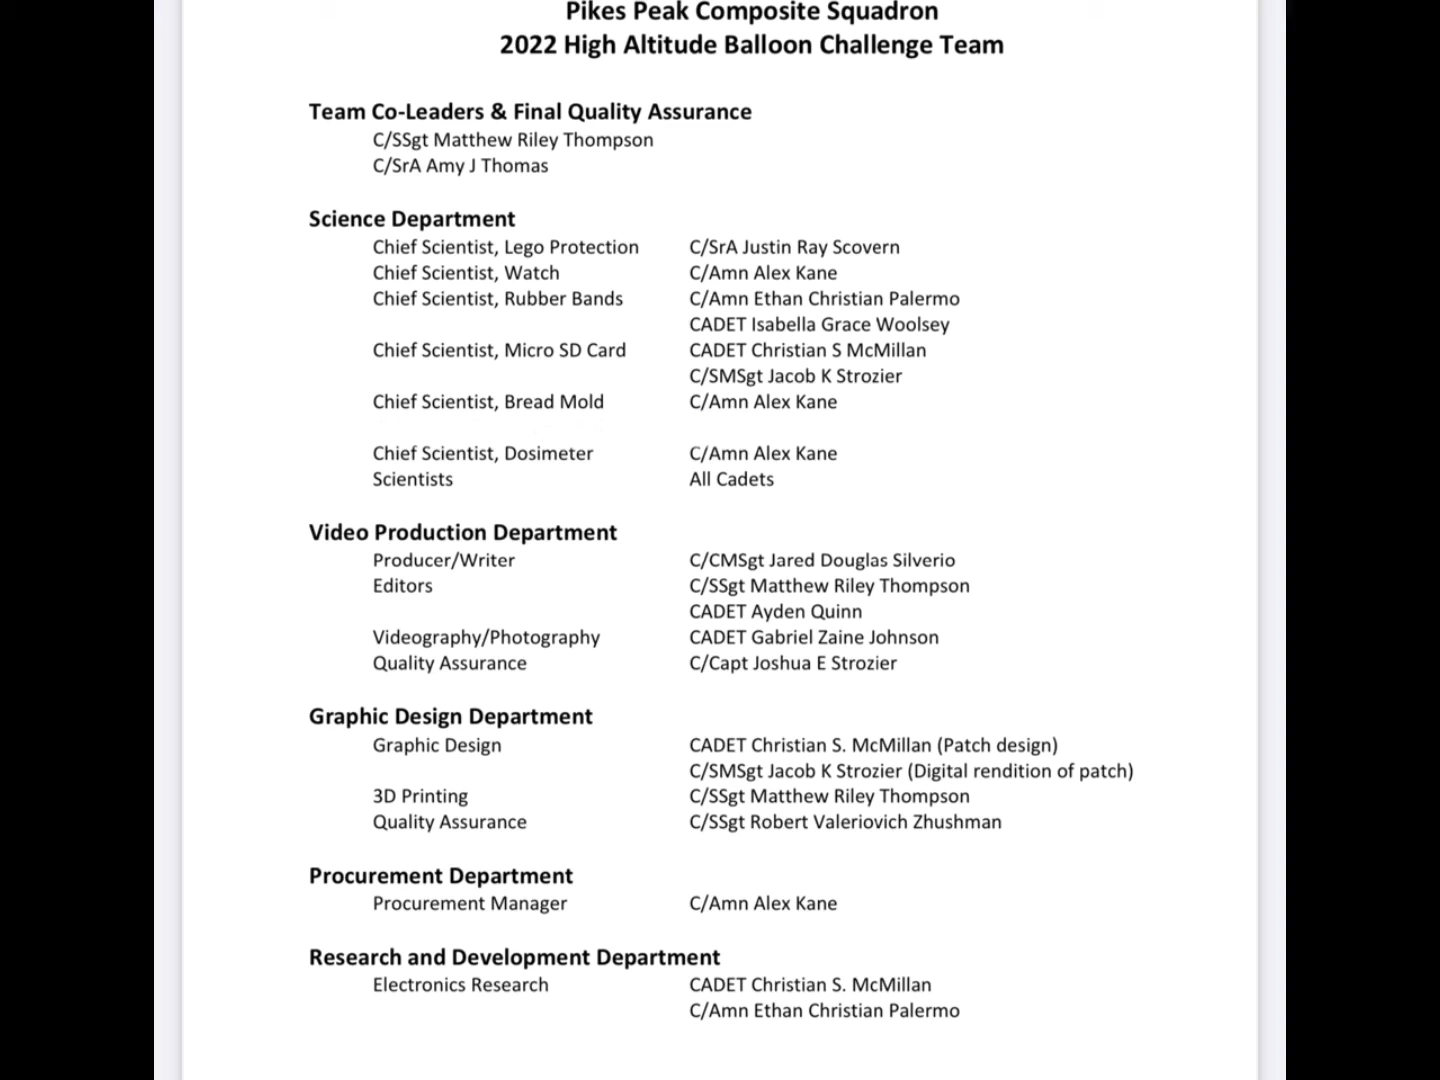 Pikes Peak Composite Squadron
2022 High Altitude Balloon Challenge Team
Team Co-Leaders & Final Quality Assurance
C/SSgt Matthew Riley Thompson
C/SrA Amy J Thomas
Science Department
Chief Scientist, Lego Protection C/SrA Justin Ray Scovern
Chief Scientist, Watch C/Amn Alex Kane
Chief Scientist, Rubber Bands C/Amn Ethan Christian Palermo
CADET Isabella Grace Woolsey
Chief Scientist, Micro SD Card CADET Christian S McMillan
C/SMSgt Jacob K Strozier
Chief Scientist, Bread Mold C/Amn Alex Kane
Chief Scientist, Dosimeter C/Amn Alex Kane
Scientists All Cadets
Video Production Department
Producer/Writer C/CMSgt Jared Douglas Silverio
Editors C/SSgt Matthew Riley Thompson
CADET Ayden Quinn
Videography/Photography CADET Gabriel Zaine Johnson
Quality Assurance C/Capt Joshua E Strozier
Graphic Design Department
Graphic Design CADET Christian S. McMillan (Patch design)
C/SMSgt Jacob K Strozier (Digital rendition of patch)
3D Printing C/SSgt Matthew Riley Thompson
Quality Assurance C/SSgt Robert Valeriovich Zhushman
Procurement Department
Procurement Manager C/Amn Alex Kane
Research and Development Department
Electronics Research CADET Christian S. McMillan
C/Amn Ethan Christian Palermo